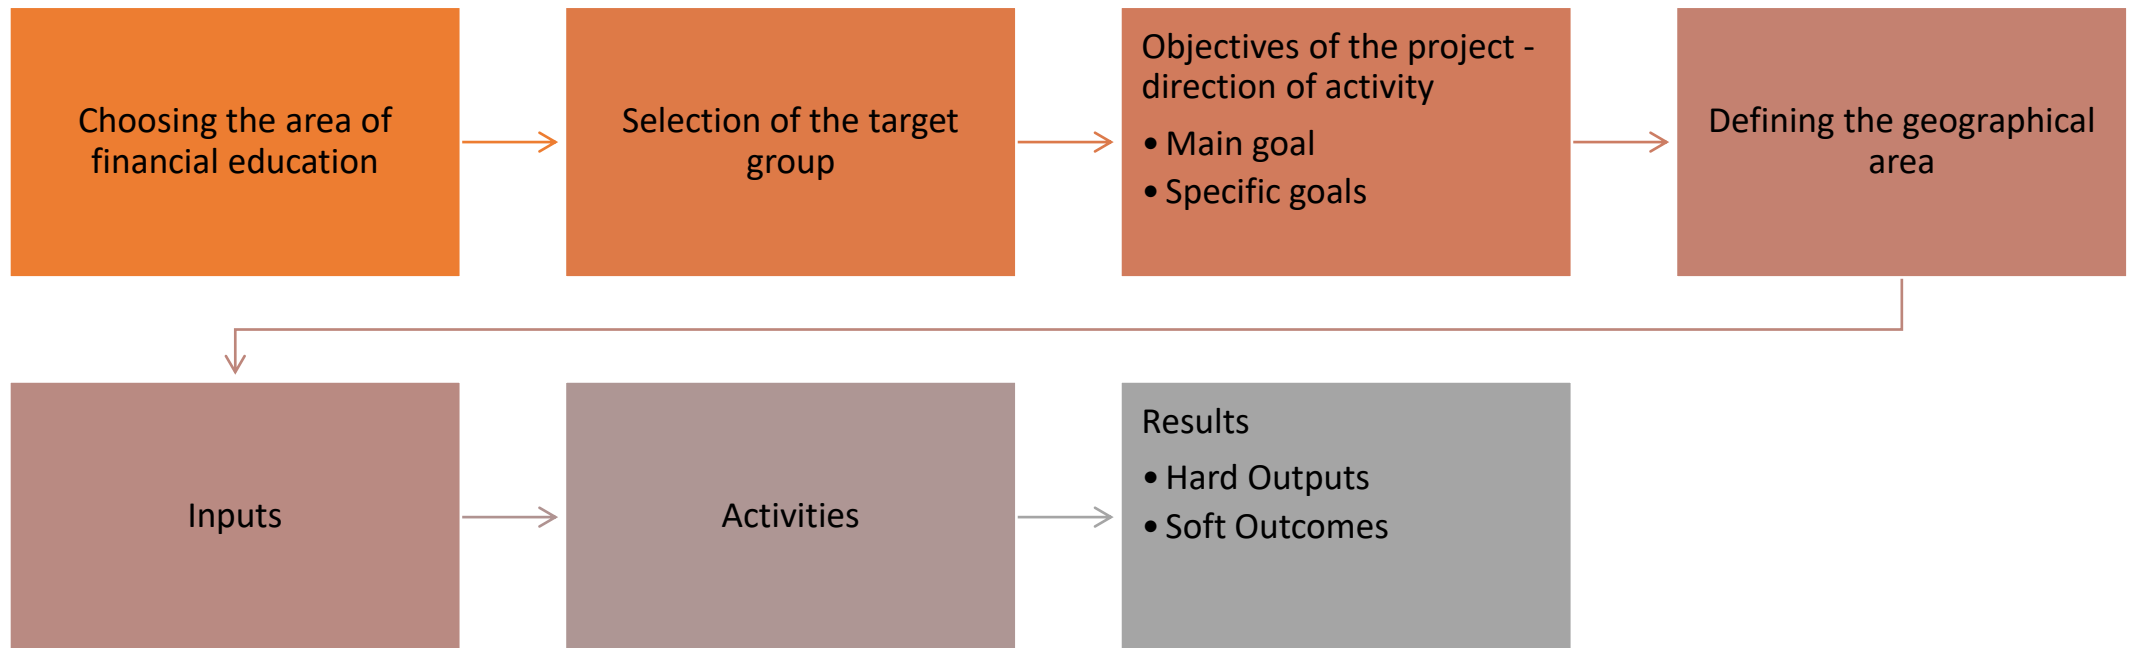 Choosing the area of
financial education
Selection of the target
group
Objectives of the project -
direction of activity
• Main goal
• Specific goals
Defining the geographical
area
Inputs
Activities
Results
• Hard Outputs
• Soft Outcomes